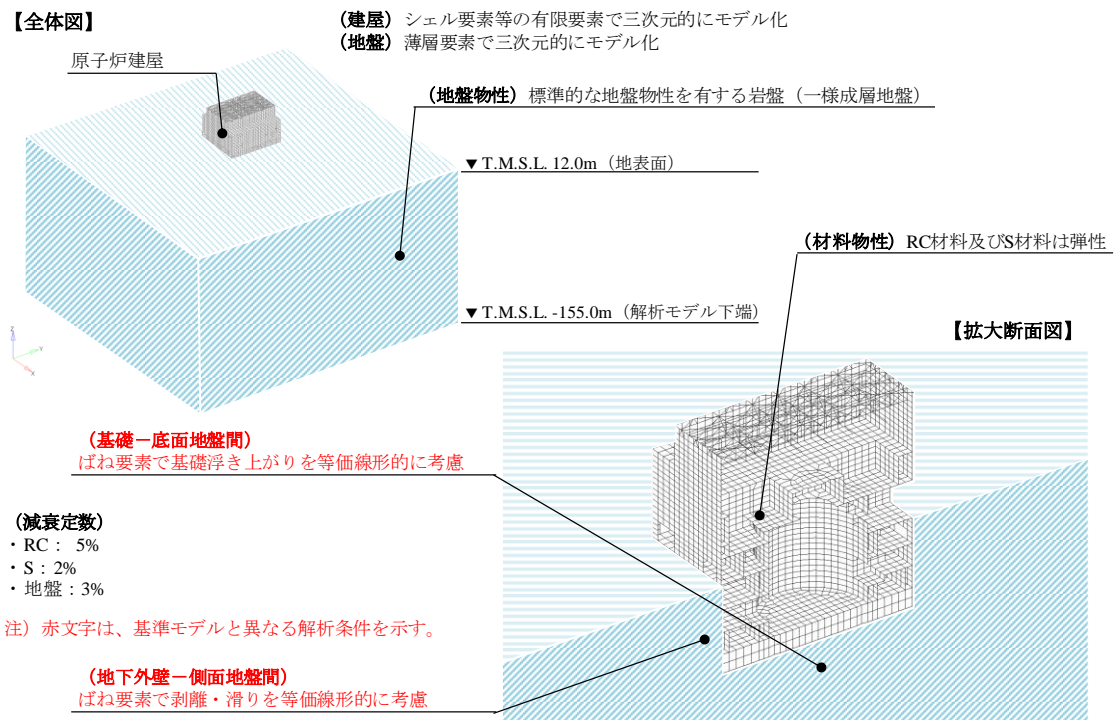 【全体図】
(建屋) シェル要素等の有限要素で三次元的にモデル化
(地盤) 薄層要素で三次元的にモデル化
原子炉建屋
(地盤物性) 標準的な地盤物性を有する岩盤（一様成層地盤）
▼T.M.S.L. 12.0m（地表面）
(材料物性) RC材料及びS材料は弾性
▼T.M.S.L. -155.0m（解析モデル下端）
【拡大断面図】
Z
Y
X
(基礎－底面地盤間)
ばね要素で基礎浮き上がりを等価線形的に考慮
(減衰定数)
・RC： 5%
・S：2%
・地盤：3%
注）赤文字は、基準モデルと異なる解析条件を示す。
(地下外壁－側面地盤間)
ばね要素で剥離・滑りを等価線形的に考慮